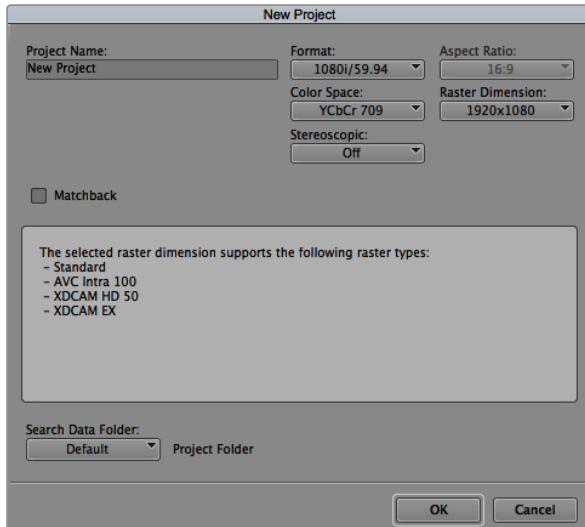 New Project
Project Name:
New Project
Format:
1080i/59.94
Aspect Ratio:
16:9
Color Space:
YCbCr 709
Raster Dimension:
1920x1080
Stereoscopic:
Off
Matchback
The selected raster dimension supports the following raster types:
- Standard
- AVC Intra 100
- XDCAM HD 50
- XDCAM EX
Search Data Folder:
Default
Project Folder
OK
Cancel